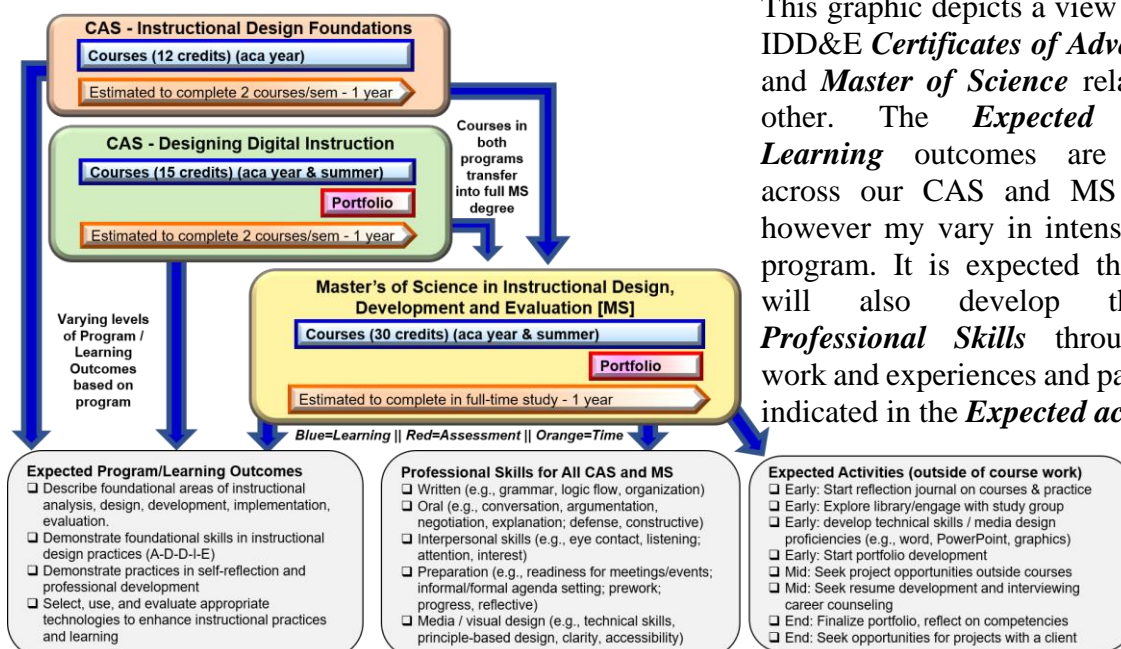 CAS - Instructional Design Foundations
Courses (12 credits) (aca year)
Estimated to complete 2 courses/sem - 1 year
CAS - Designing Digital Instruction
Courses (15 credits) (aca year & summer)
Portfolio
Estimated to complete 2 courses/sem - 1 year
Courses in
both
programs
transfer
into full MS
degree
This graphic depicts a view
IDD&E Certificates of
and Master of Science
other. The Expected
Learning outcomes are
across our CAS and MS
however my vary in
program. It is expected
will also develop
Professional Skills
work and experiences and
indicated in the Expected
Varying levels
of Program /
Learning
Outcomes
based on
program
Master's of Science in Instructional Design,
Development and Evaluation [MS]
Courses (30 credits) (aca year & summer)
Portfolio
Estimated to complete in full-time study - 1 year
Blue=Learning || Red=Assessment || Orange=Time
Expected Program/Learning Outcomes
❑ Describe foundational areas of instructional
analysis, design, development, implementation,
evaluation.
❑ Demonstrate foundational skills in instructional
design practices (A-D-D-I-E)
❑ Demonstrate practices in self-reflection and
professional development
❑ Select, use, and evaluate appropriate
technologies to enhance instructional practices
and learning
Professional Skills for All CAS and MS
❑ Written (e.g., grammar, logic flow, organization)
❑ Oral (e.g., conversation, argumentation,
negotiation, explanation; defense, constructive)
❑ Interpersonal skills (e.g., eye contact, listening;
attention, interest)
❑ Preparation (e.g., readiness for meetings/events;
informal/formal agenda setting; prework;
progress, reflective)
❑ Media / visual design (e.g., technical skills,
principle-based design, clarity, accessibility)
Expected Activities (outside of course work)
❑ Early: Start reflection journal on courses & practice
❑ Early: Explore library/engage with study group
❑ Early: develop technical skills / media design
proficiencies (e.g., word, PowerPoint, graphics)
❑ Early: Start portfolio development
❑ Mid: Seek project opportunities outside courses
❑ Mid: Seek resume development and interviewing
career counseling
❑ End: Finalize portfolio, reflect on competencies
❑ End: Seek opportunities for projects with a client